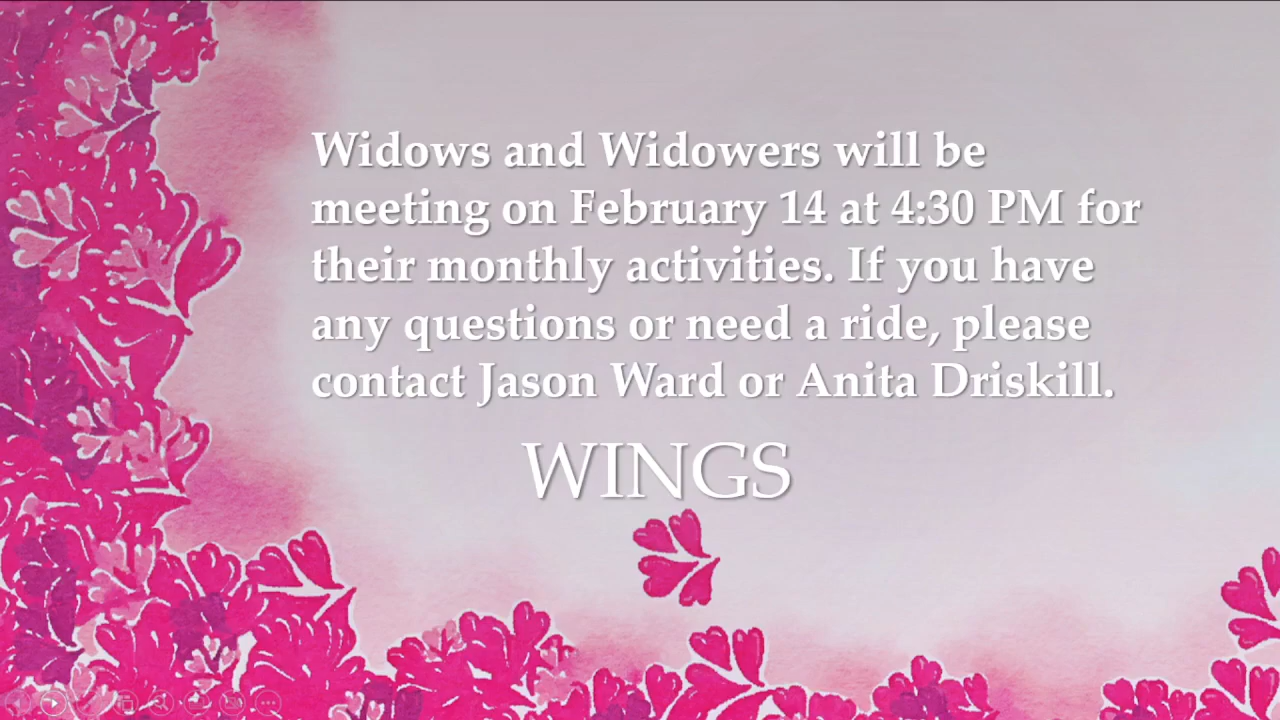 Widows and Widowers will be
meeting on February 14 at 4:30 PM for
their monthly activities. If you have
any questions or need a ride, please
contact Jason Ward or Anita Driskill.
WINGS